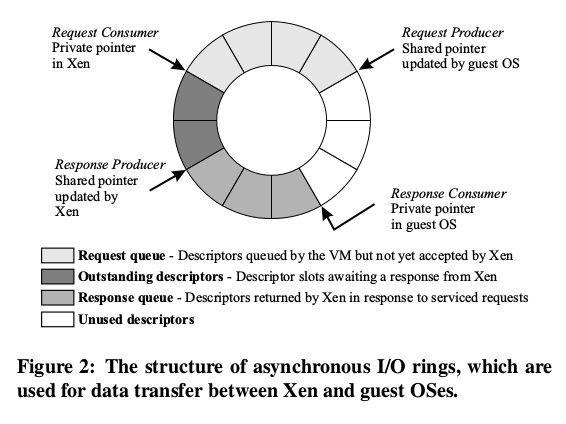 Request Consumer
Private pointer
in Xen
Request Producer
Shared pointer
updated by guest OS
Response Producer
Shared pointer
updated by
Xen
Response Consumer
Private pointer
in guest OS
Request queue - Descriptors queued by the VM but not yet accepted by Xen
Outstanding descriptors - Descriptor slots awaiting a response from Xen
Response queue - Descriptors returned by Xen in response to serviced requests
Unused descriptors
Figure 2: The structure of asynchronous I/O rings, which are
used for data transfer between Xen and guest OSes.